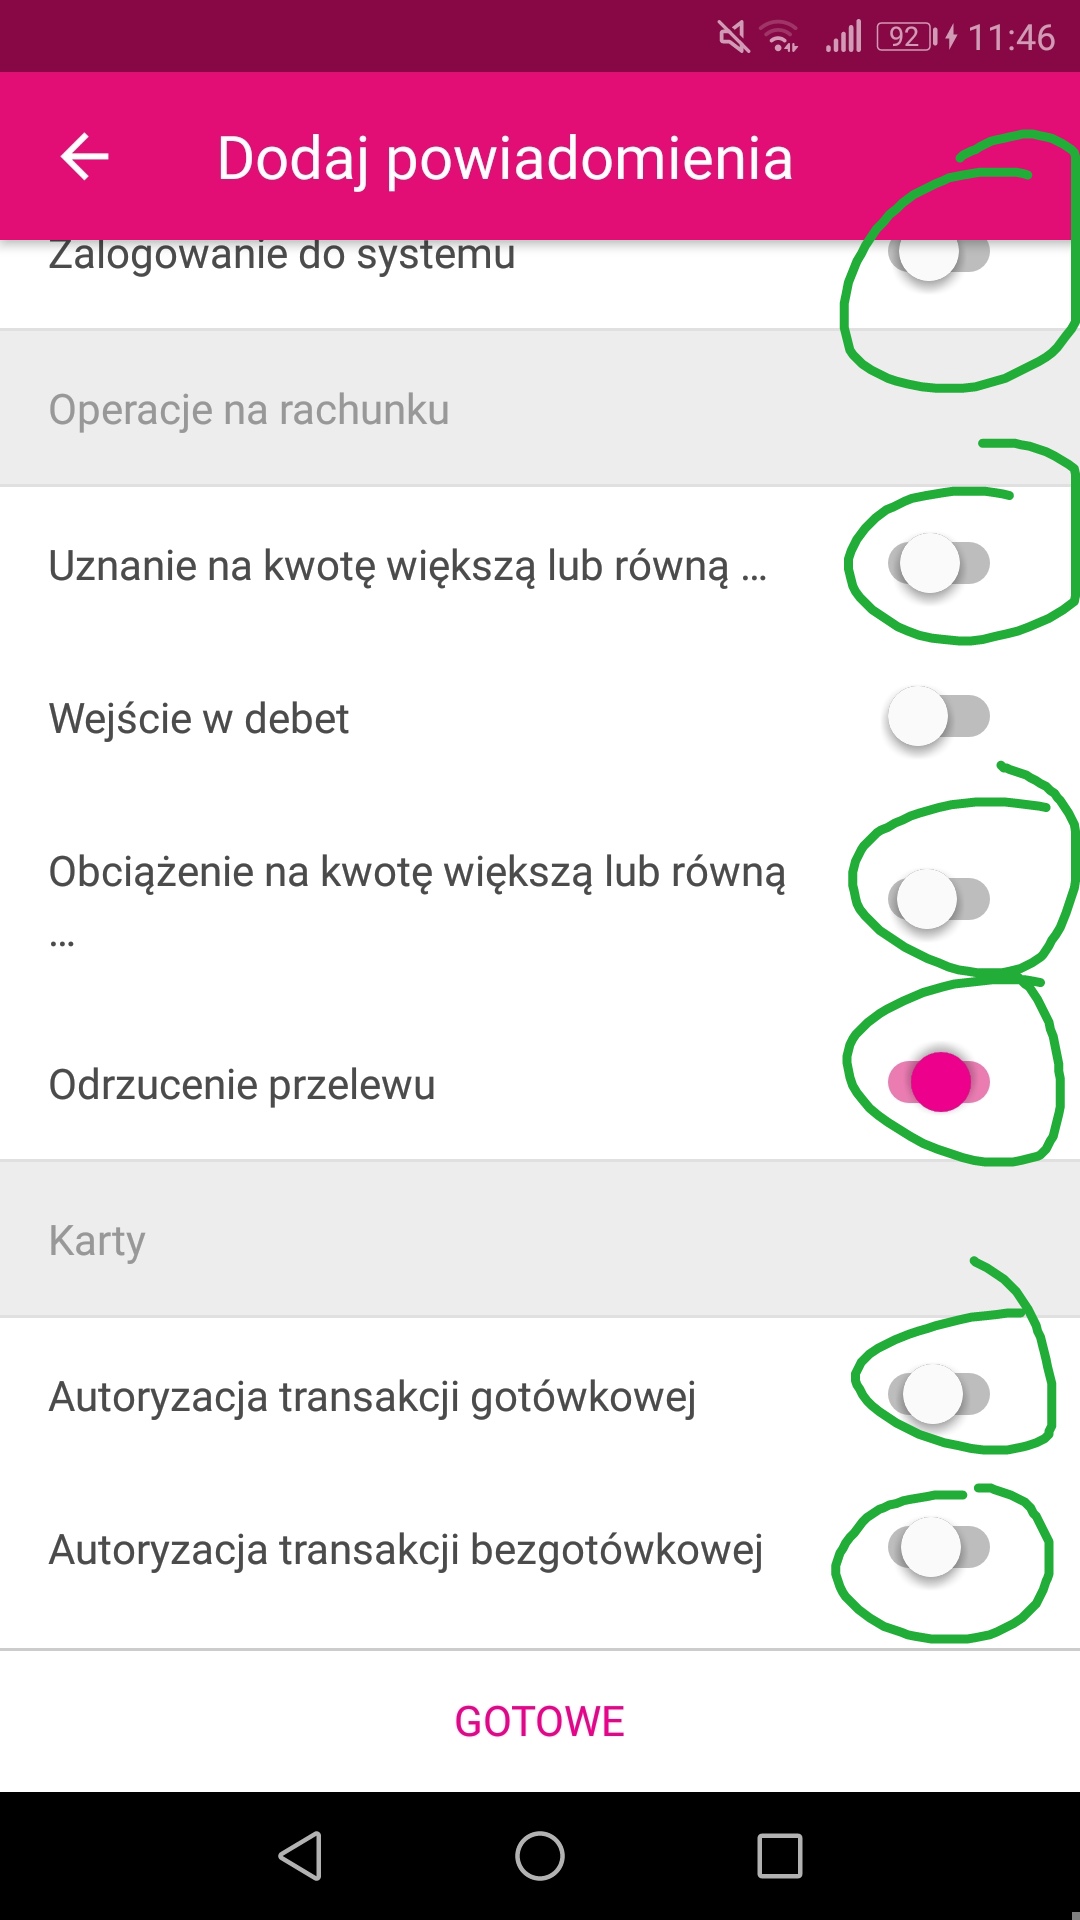 92 11:46
Dodaj powiadomienia
Zalogowanie do systemu
Operacje na rachunku
Uznanie na kwotę większą lub równą ...
Wejście w debet
Obciążenie na kwotę większą lub równą
...
Odrzucenie przelewu
Karty
Autoryzacja transakcji gotówkowej
Autoryzacja transakcji bezgotówkowej
GOTOWE